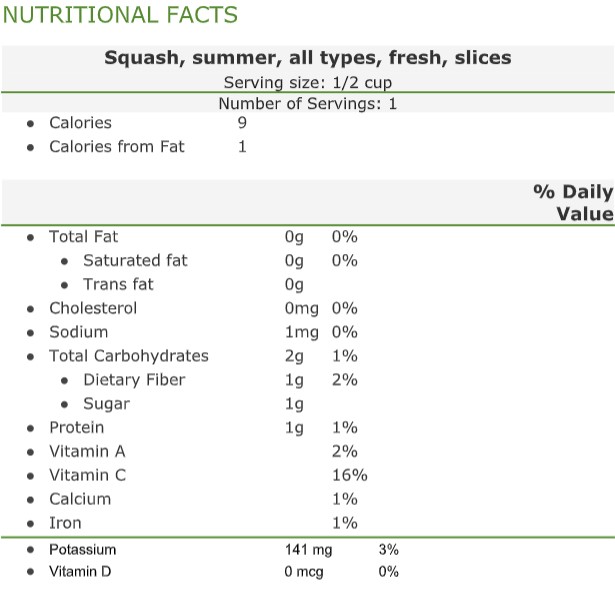 NUTRITIONAL FACTS
Squash, summer, all types, fresh, slices
Serving size: 1/2 cup
Number of Servings: 1
• Calories 9
• Calories from Fat 1
% Daily
Value
• Total Fat 0g 0%
• Saturated fat 0g 0%
• Trans fat 0g
• Cholesterol 0mg 0%
• Sodium 1mg 0%
• Total Carbohydrates 2g 1%
• Dietary Fiber 1g 2%
• Sugar 1g
• Protein 1g 1%
• Vitamin A 2%
• Vitamin C 16%
• Calcium 1%
• Iron 1%
• Potassium 141 mg 3%
• Vitamin D 0 mcg 0%